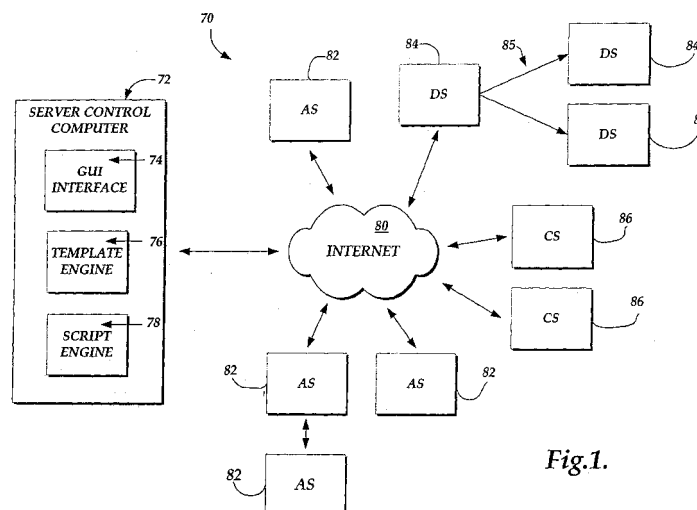 70
72
SERVER CONTROL
COMPUTER
74
GUI
INTERFACE
76
TEMPLATE
ENGINE
78
SCRIPT
ENGINE
82
AS
84
DS
85
DS
84
DS
80
INTERNET
CS
86
CS
86
82
AS
AS
82
82
AS
Fig.1.